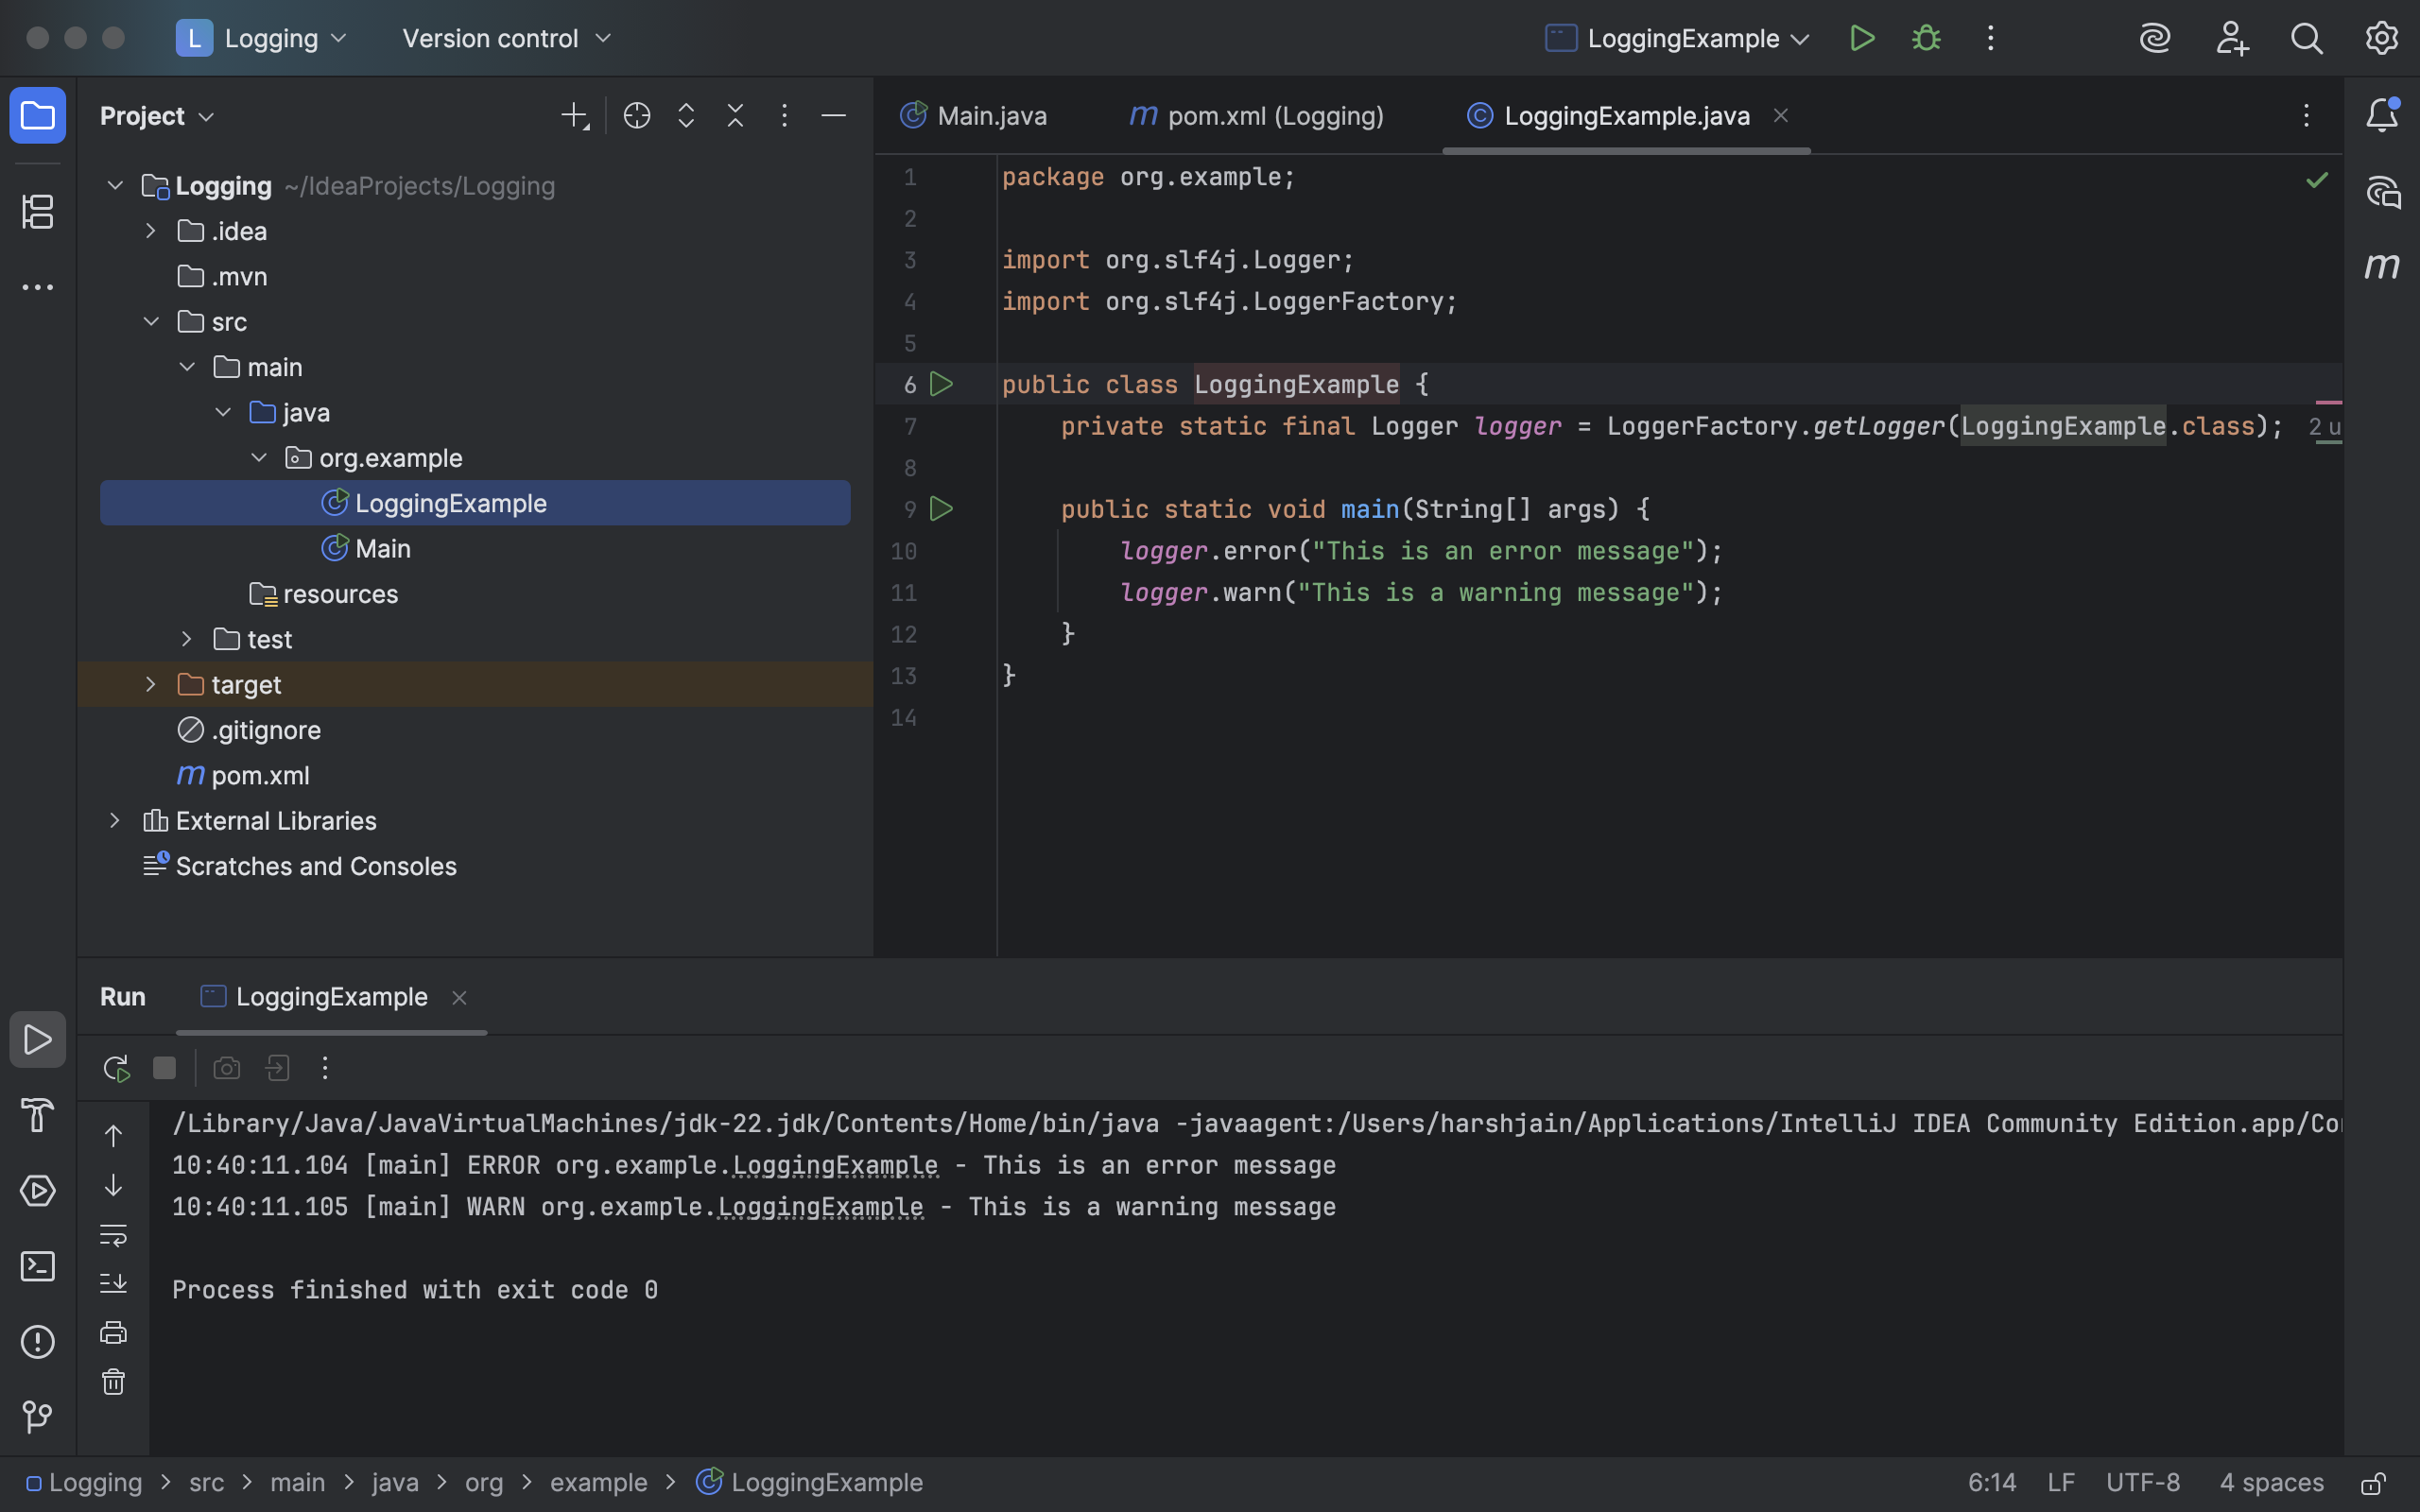 L Logging Version control LoggingExample
Project
Main.java m pom.xml (Logging) LoggingExample.java
Logging ~/IdeaProjects/Logging
.idea
.mvn
src
main
java
org.example
LoggingExample
Main
resources
test
target
.gitignore
m pom.xml
External Libraries
Scratches and Consoles
1 package org.example;
2
3 import org.slf4j.Logger;
4 import org.slf4j.LoggerFactory;
5
6 public class LoggingExample {
7 private static final Logger logger = LoggerFactory.getLogger(LoggingExample.class); 2 u
8
9 public static void main(String[] args) {
10 logger.error("This is an error message");
11 logger.warn("This is a warning message");
12 }
13 }
14
m
Run LoggingExample
/Library/Java/JavaVirtualMachines/jdk-22.jdk/Contents/Home/bin/java -javaagent:/Users/harshjain/Applications/IntelliJ IDEA Community Edition.app/Co
10:40:11.104 [main] ERROR org.example.LoggingExample - This is an error message
10:40:11.105 [main] WARN org.example.LoggingExample - This is a warning message
Process finished with exit code 0
Logging > src > main > java > org > example > LoggingExample 6:14 LF UTF-8 4 spaces